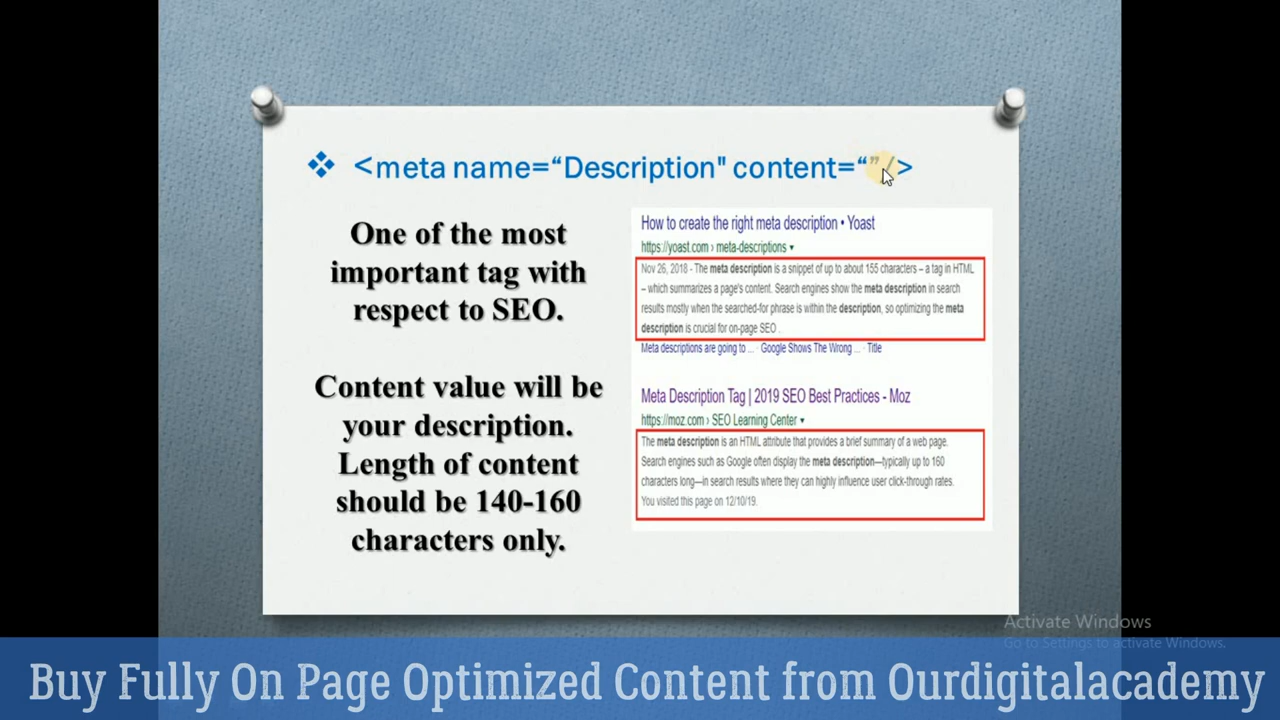 ❖ <meta name=“Description" content=“”/>
One of the most
important tag with
respect to SEO.
Content value will be
your description.
Length of content
should be 140-160
characters only.
How to create the right meta description • Yoast
https://yoast.com › meta-descriptions ▾
Nov 26, 2018 - The meta description is a snippet of up to about 155 characters – a tag in HTML
– which summarizes a page's content. Search engines show the meta description in search
results mostly when the searched-for phrase is within the description, so optimizing the meta
description is crucial for on-page SEO .
Meta descriptions are going to ... · Google Shows The Wrong ... · Title
Meta Description Tag | 2019 SEO Best Practices - Moz
https://moz.com › SEO Learning Center ▾
The meta description is an HTML attribute that provides a brief summary of a web page.
Search engines such as Google often display the meta description—typically up to 160
characters long—in search results where they can highly influence user click-through rates.
You visited this page on 12/10/19.
Activate Windows
Go to Settings to activate Windows.
Buy Fully On Page Optimized Content from Ourdigitalacademy